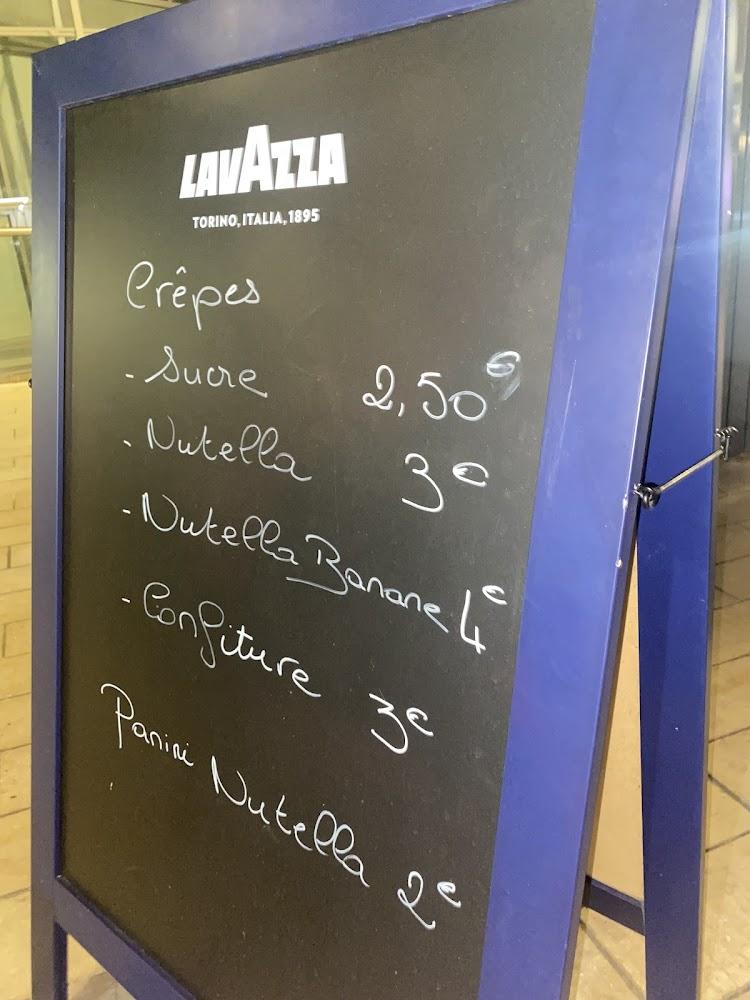 LAVAZZA
TORINO, ITALIA, 1895
Crêpes
- Sucre 2,50€
- Nutella 3€
- Nutella Banane 4€
- Confiture 3€
Panini Nutella 2€